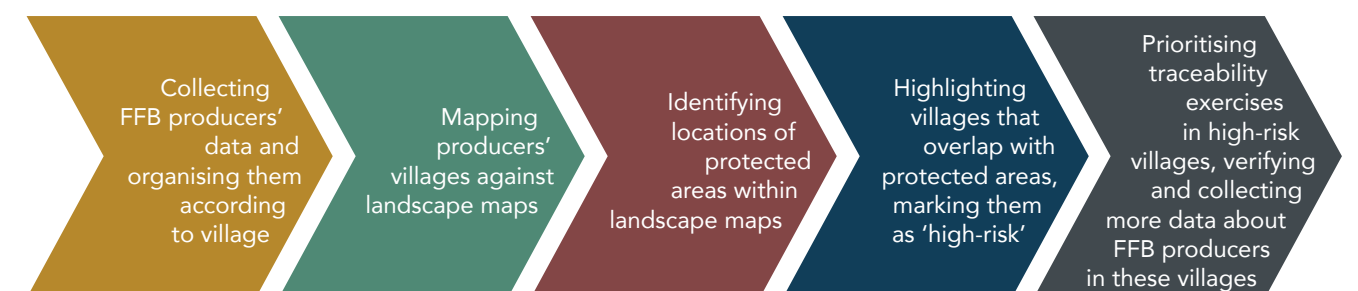 Collecting
FFB producers’
data and
organising them
according
to village
Mapping
producers’
villages against
landscape maps
Identifying
locations of
protected
areas within
landscape maps
Highlighting
villages that
overlap with
protected areas,
marking them
as ‘high-risk’
Prioritising
traceability
exercises
in high-risk
villages, verifying
and collecting
more data about
FFB producers
in these villages